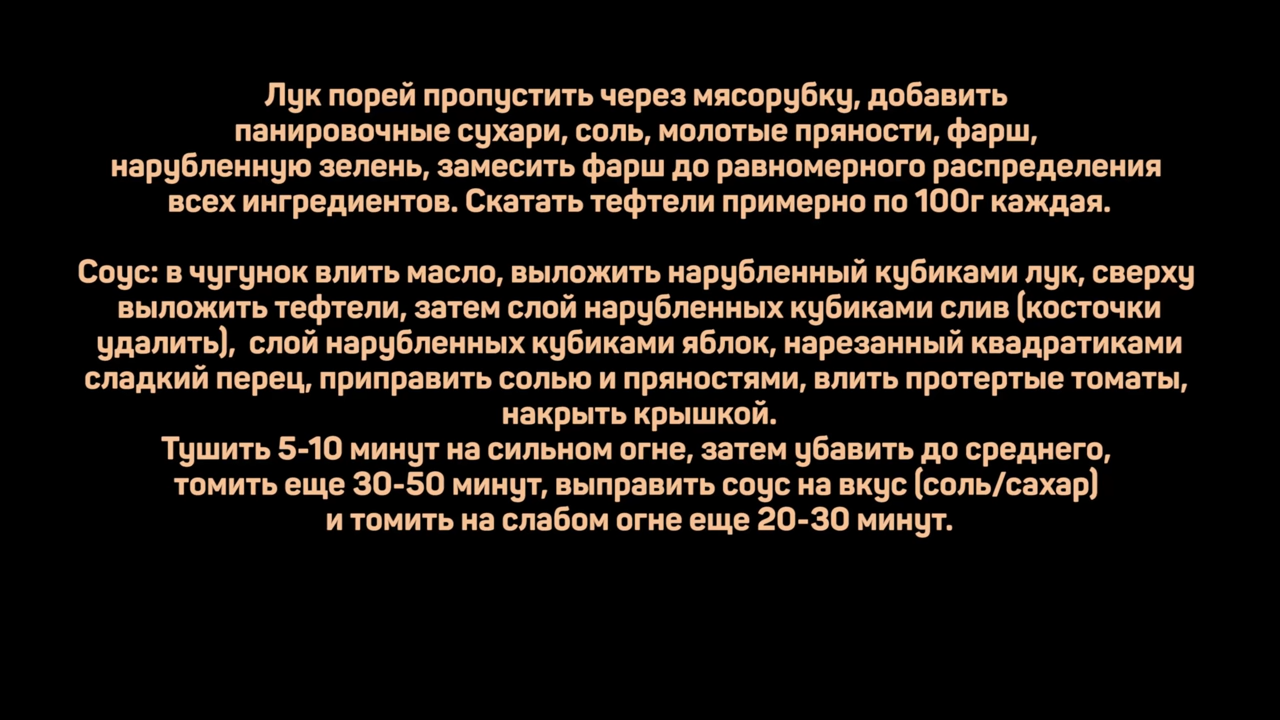 Лук порей пропустить через мясорубку, добавить
панировочные сухари, соль, молотые пряности, фарш,
нарубленную зелень, замесить фарш до равномерного распределения
всех ингредиентов. Скатать тефтели примерно по 100г каждая.
Соус: в чугунок влить масло, выложить нарубленный кубиками лук, сверху
выложить тефтели, затем слой нарубленных кубиками слив (косточки
удалить), слой нарубленных кубиками яблок, нарезанный квадратиками
сладкий перец, приправить солью и пряностями, влить протертые томаты,
накрыть крышкой.
Тушить 5-10 минут на сильном огне, затем убавить до среднего,
томить еще 30-50 минут, выправить соус на вкус (соль/сахар)
и томить на слабом огне еще 20-30 минут.